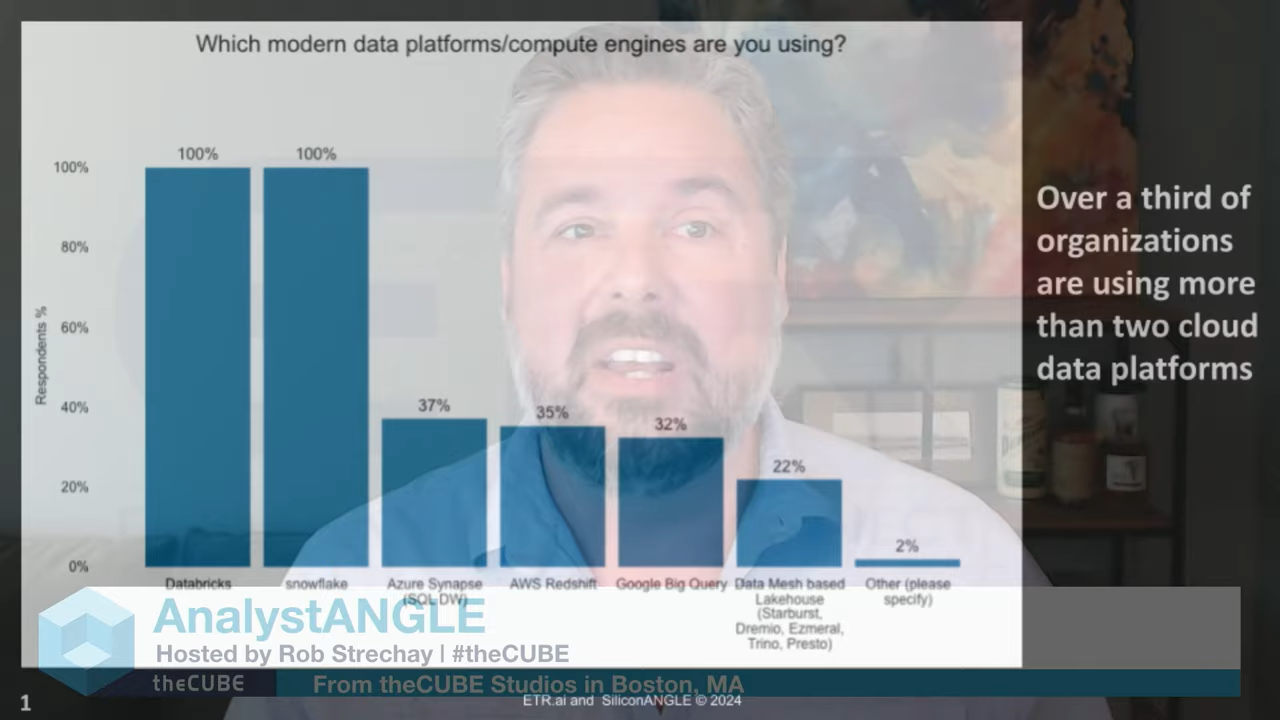 Which modern data platforms/compute engines are you using?
Respondents %
100%
80%
60%
40%
20%
0%
100%
100%
37%
35%
32%
22%
2%
Databricks
snowflake
Azure Synapse
(SQL DW)
AWS Redshift
Google Big Query
Data Mesh based
Lakehouse
(Starburst,
Dremio, Ezmeral,
Trino, Presto)
Other (please
specify)
Over a third of
organizations
are using more
than two cloud
data platforms
AnalystANGLE
Hosted by Rob Strechay | #theCUBE
theCUBE
From theCUBE Studios in Boston, MA
1
ETR.ai and SiliconANGLE © 2024